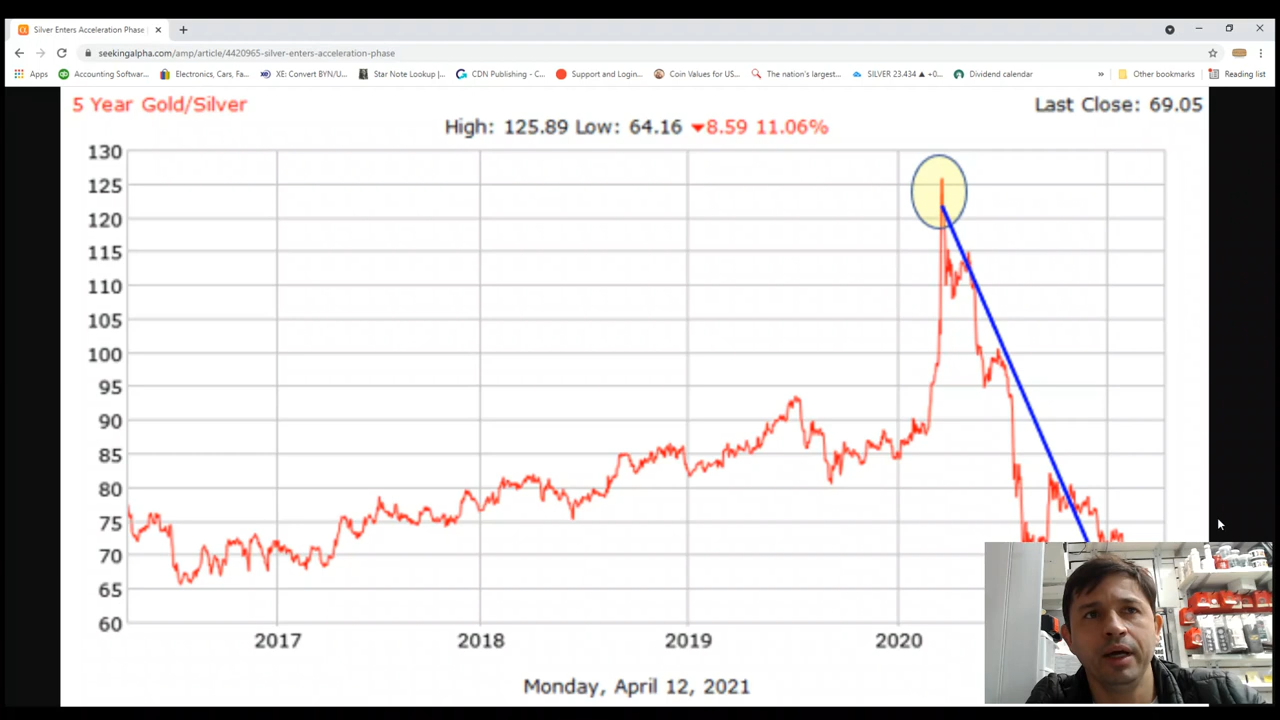 Silver Enters Acceleration Phase
seekingalpha.com/amp/article/4420965-silver-enters-acceleration-phase
Apps Accounting Softwar... Electronics, Cars, Fa... XE: Convert BYN/U... Star Note Lookup |... CDN Publishing - C... Support and Login... Coin Values for US... The nation's largest... SILVER 23.434 ▲ +0... Dividend calendar » Other bookmarks Reading list
5 Year Gold/Silver
Last Close: 69.05
High: 125.89 Low: 64.16 ▼8.59 11.06%
130
125
120
115
110
105
100
95
90
85
80
75
70
65
60
2017 2018 2019 2020
Monday, April 12, 2021